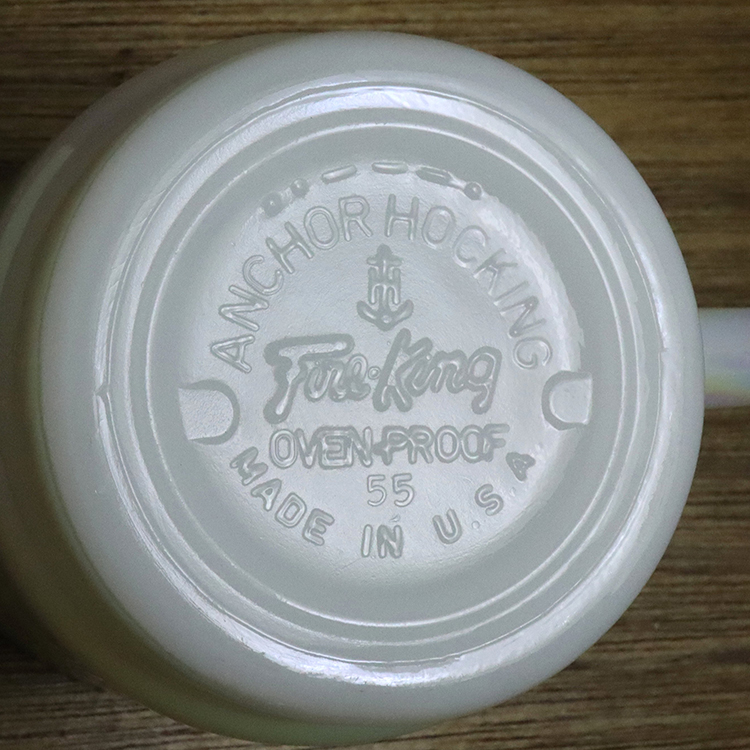 ANCHOR HOCKING
Fire-King
OVEN-PROOF
55
MADE IN U.S.A